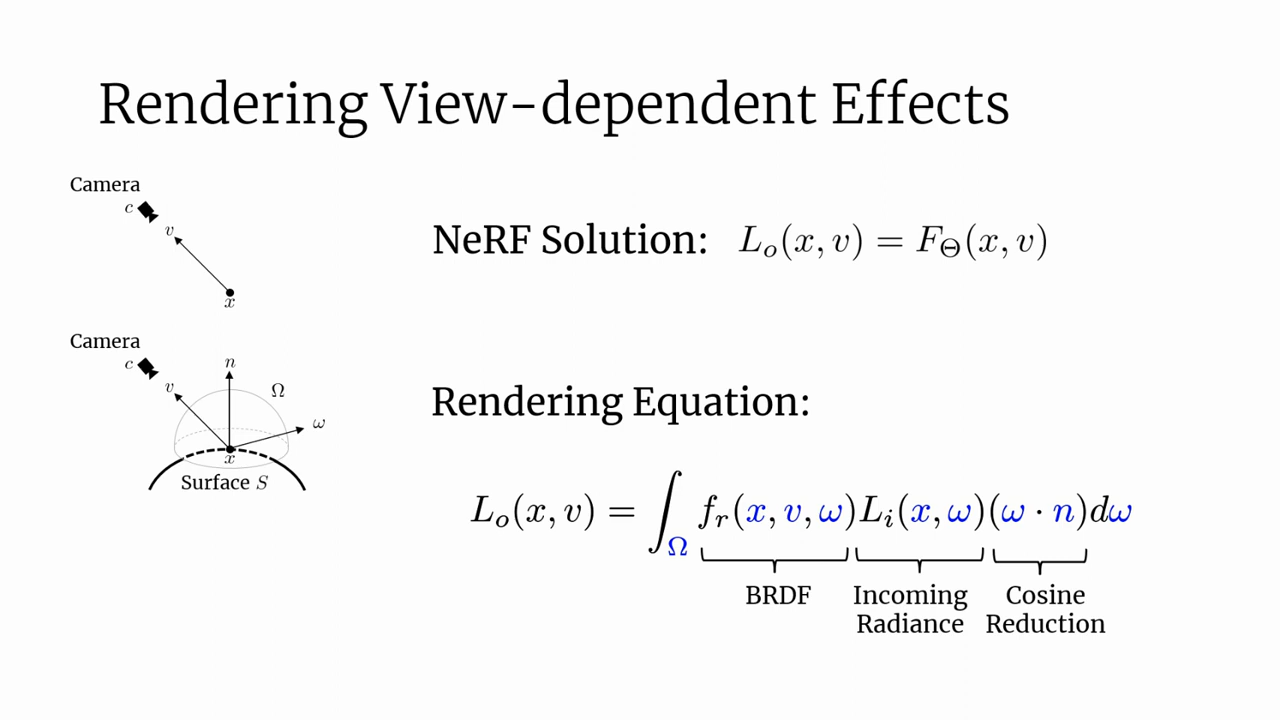 Rendering View-dependent Effects
Camera
c
v
x
NeRF Solution: L_o(x, v) = F_Θ(x, v)
Camera
c
v
n
Ω
ω
x
Surface S
Rendering Equation:
L_o(x, v) = ∫_Ω f_r(x, v, ω)L_i(x, ω)(ω · n)dω
BRDF
Incoming
Radiance
Cosine
Reduction